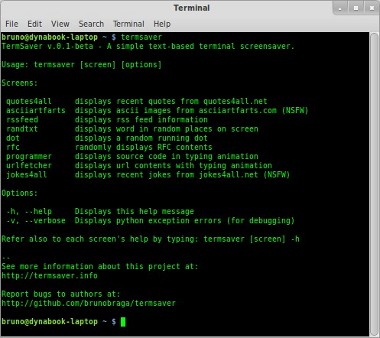 Terminal
File Edit View Search Terminal Help
bruno@dynabook-laptop ~ $ termsaver
TermSaver v.0.1-beta - A simple text-based terminal screensaver.
Usage: termsaver [screen] [options]
Screens:
quotes4all displays recent quotes from quotes4all.net
asciiartfarts displays ascii images from asciiartfarts.com (NSFW)
rssfeed displays rss feed information
randtxt displays word in random places on screen
dot displays a random running dot
rfc randomly displays RFC contents
programmer displays source code in typing animation
urlfetcher displays url contents with typing animation
jokes4all displays recent jokes from jokes4all.net (NSFW)
Options:
-h, --help Displays this help message
-v, --verbose Displays python exception errors (for debugging)
Refer also to each screen's help by typing: termsaver [screen] -h
--
See more information about this project at:
http://termsaver.info
Report bugs to authors at:
http://github.com/brunobraga/termsaver
bruno@dynabook-laptop ~ $